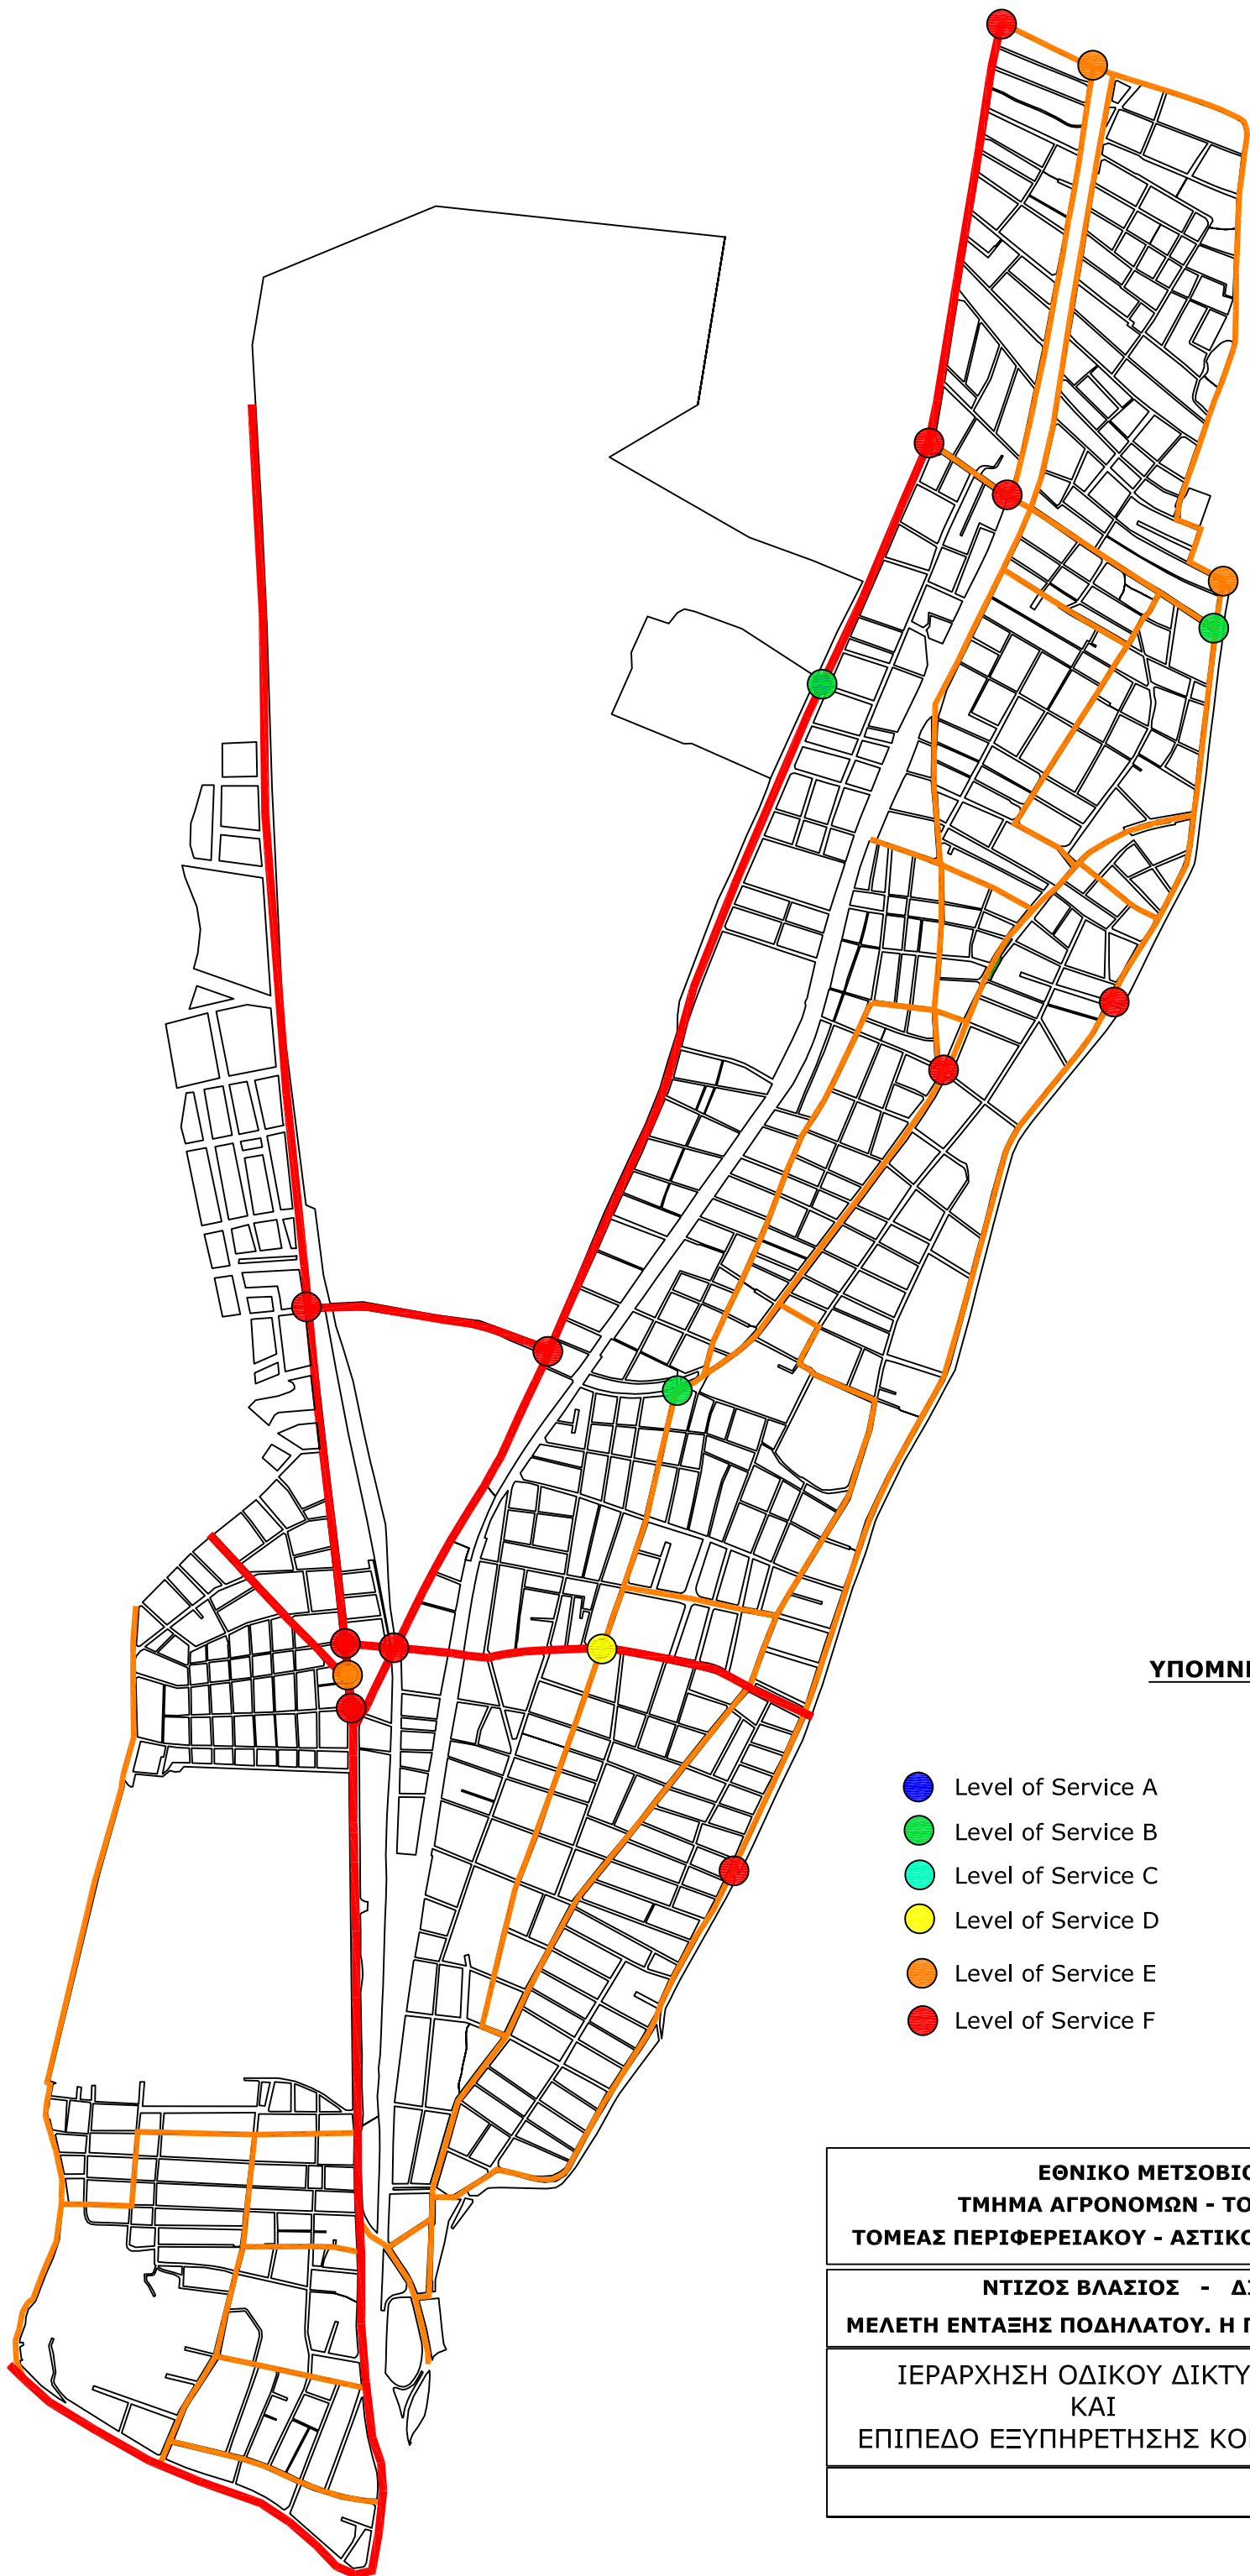 ΥΠΟΜΝ
Level of Service A
Level of Service B
Level of Service C
Level of Service D
Level of Service E
Level of Service F
ΕΘΝΙΚΟ ΜΕΤΣΟΒΙΟ
ΤΜΗΜΑ ΑΓΡΟΝΟΜΩΝ - ΤΟ
ΤΟΜΕΑΣ ΠΕΡΙΦΕΡΕΙΑΚΟΥ - ΑΣΤΙΚΟ
ΝΤΙΖΟΣ ΒΛΑΣΙΟΣ - ΔΙ
ΜΕΛΕΤΗ ΕΝΤΑΞΗΣ ΠΟΔΗΛΑΤΟΥ. Η Π
ΙΕΡΑΡΧΗΣΗ ΟΔΙΚΟΥ ΔΙΚΤΥ
ΚΑΙ
ΕΠΙΠΕΔΟ ΕΞΥΠΗΡΕΤΗΣΗΣ ΚΟ